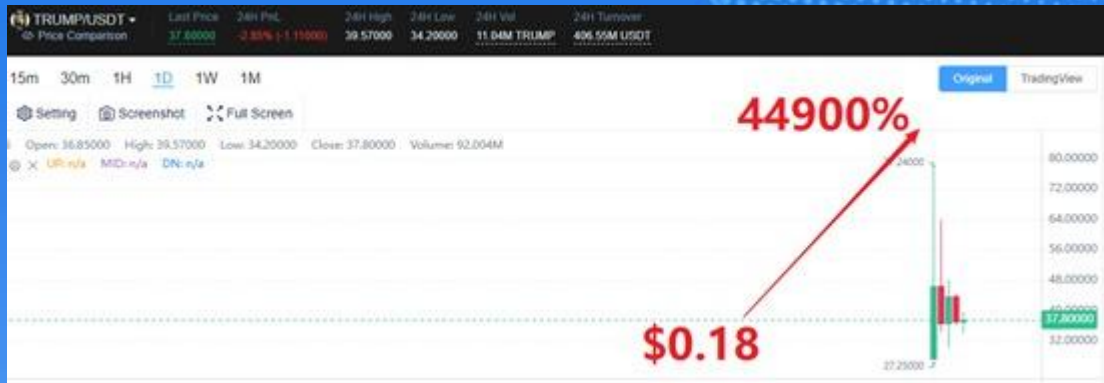 TRUMP/USDT Last Price 24H PnL 24H High 24H Low 24H Vol 24H Turnover
Price Comparison 37.80000 -2.85% (-1.11000) 39.57000 34.20000 11.04M TRUMP 406.55M USDT
15m 30m 1H 1D 1W 1M Original TradingView
Setting Screenshot Full Screen
44900%
Open: 36.85000 High: 39.57000 Low: 34.20000 Close: 37.80000 Volume: 92.004M
UP: n/a MID: n/a DN: n/a
80.00000
72.00000
64.00000
56.00000
48.00000
37.80000
32.00000
$0.18
27.25000